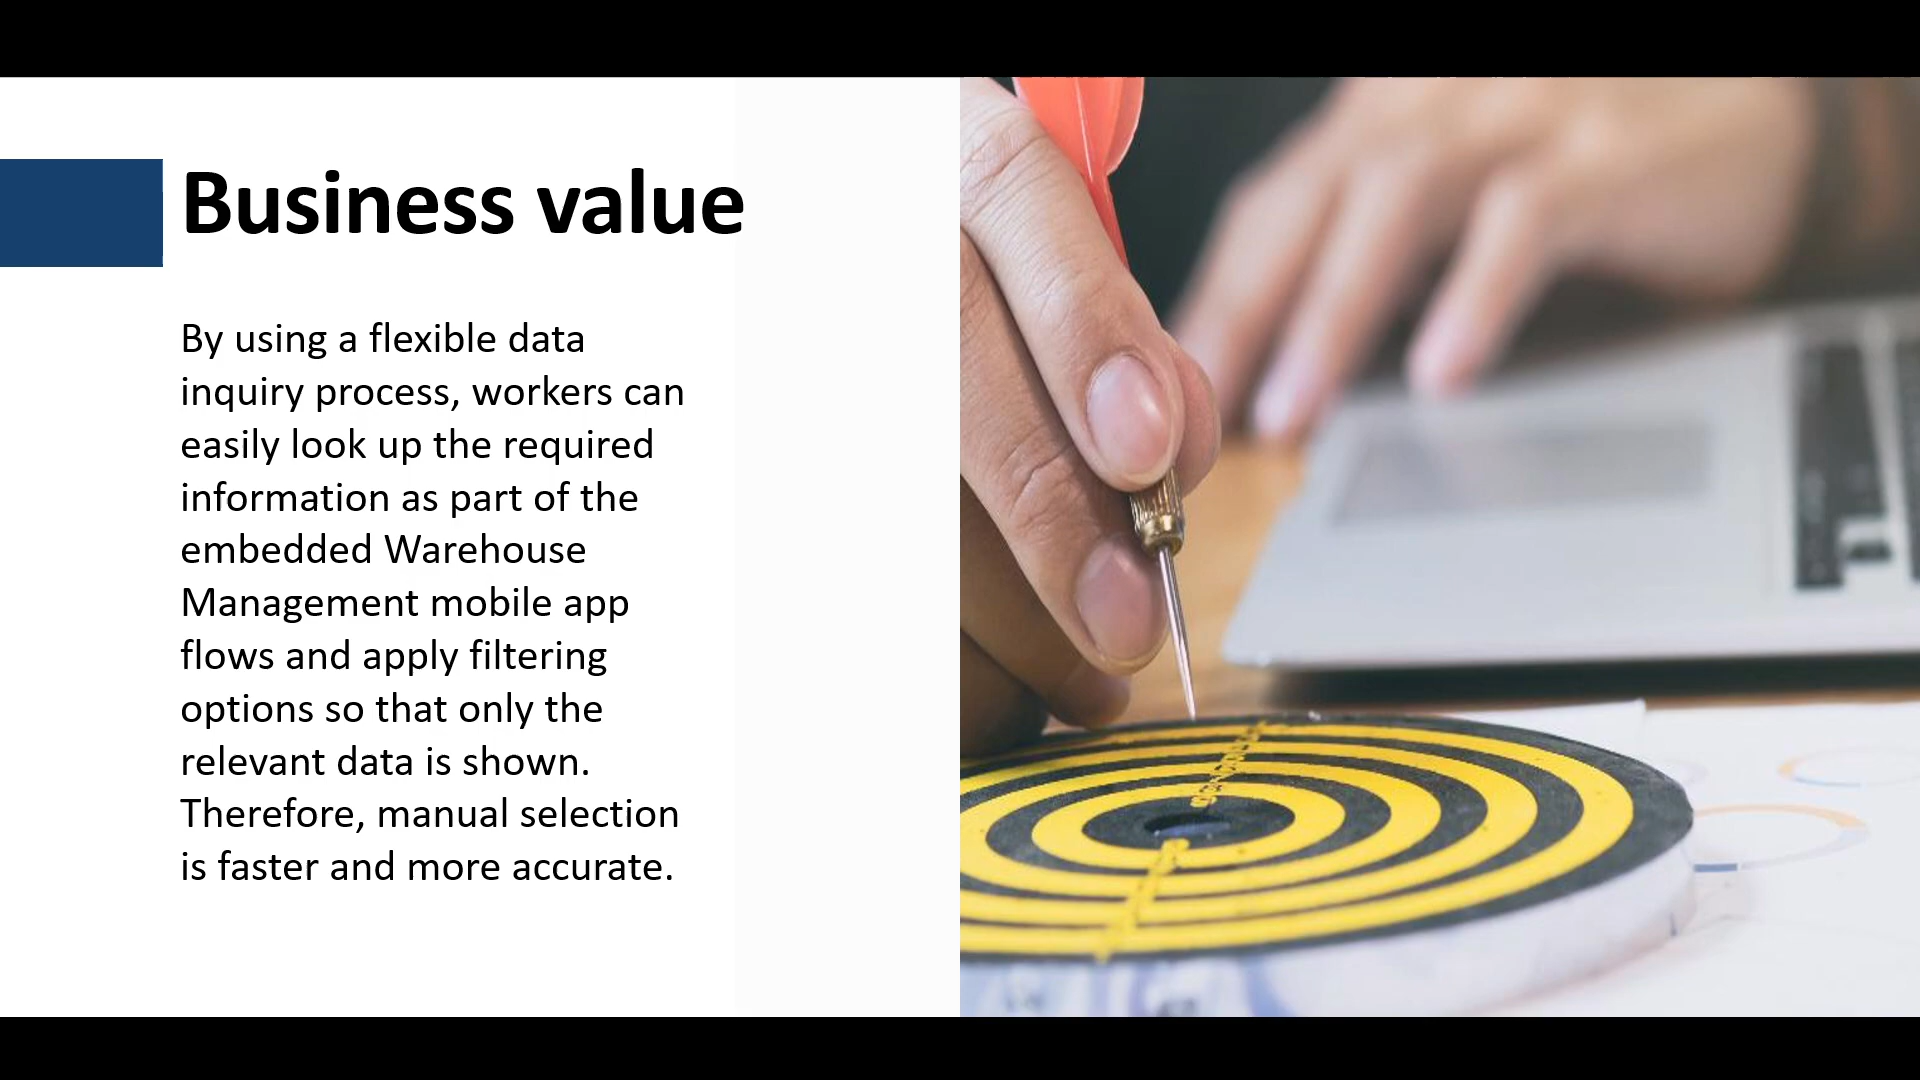 Business value
By using a flexible data
inquiry process, workers can
easily look up the required
information as part of the
embedded Warehouse
Management mobile app
flows and apply filtering
options so that only the
relevant data is shown.
Therefore, manual selection
is faster and more accurate.